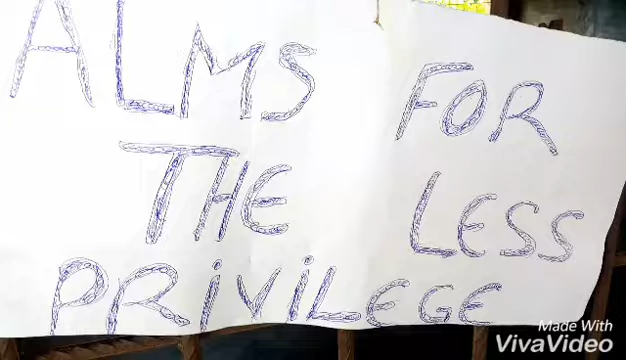 ALMS FOR
THE LESS
PRiViLEGE
Made With
VivaVideo